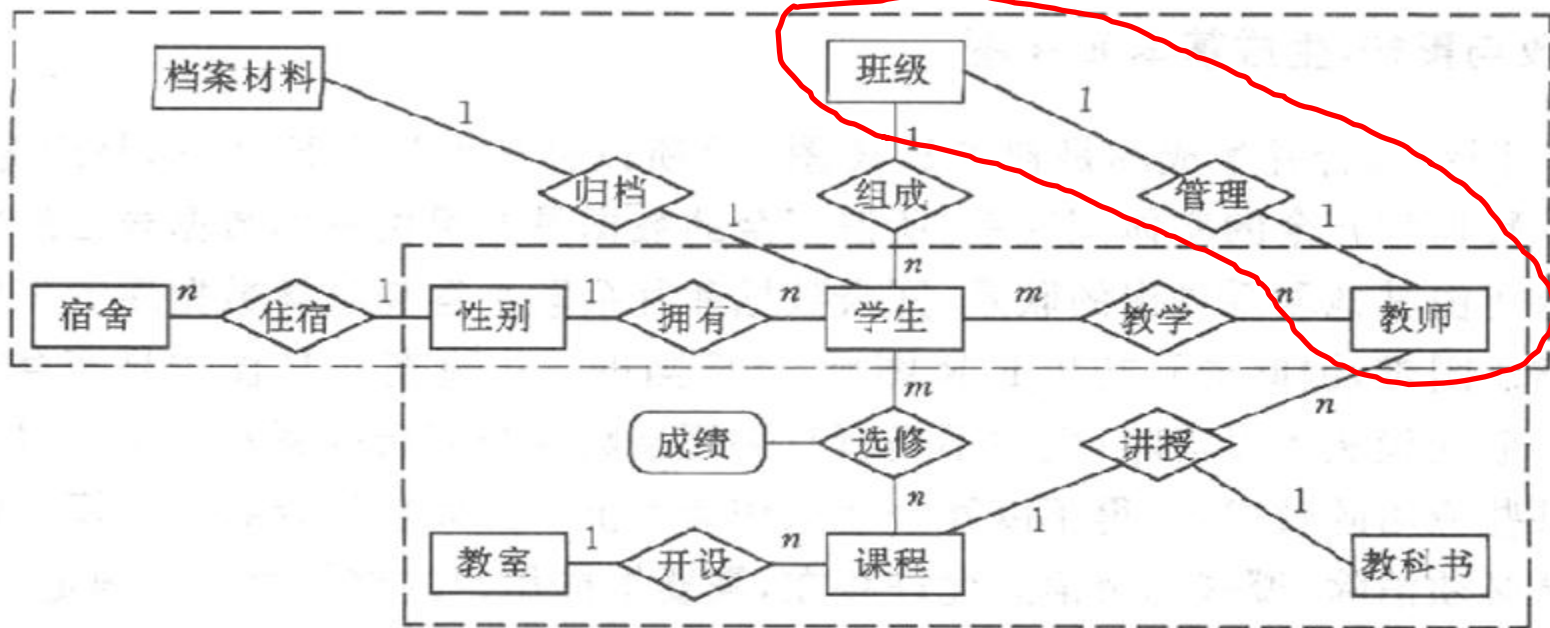 档案材料
班级
1
1
1
归档
组成
管理
1
1
n
宿舍
n
住宿
1
性别
1
拥有
n
学生
m
教学
n
教师
m
n
成绩
选修
讲授
n
1
1
教室
1
开设
n
课程
教科书